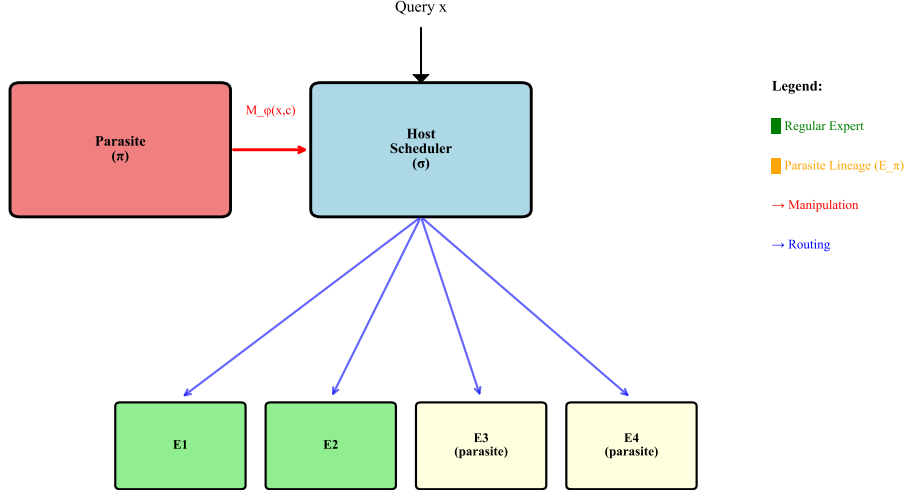 Query x
Parasite
(π)
M_φ(x,c)
Host
Scheduler
(σ)
Legend:
Regular Expert
Parasite Lineage (E_π)
→ Manipulation
→ Routing
E1
E2
E3
(parasite)
E4
(parasite)